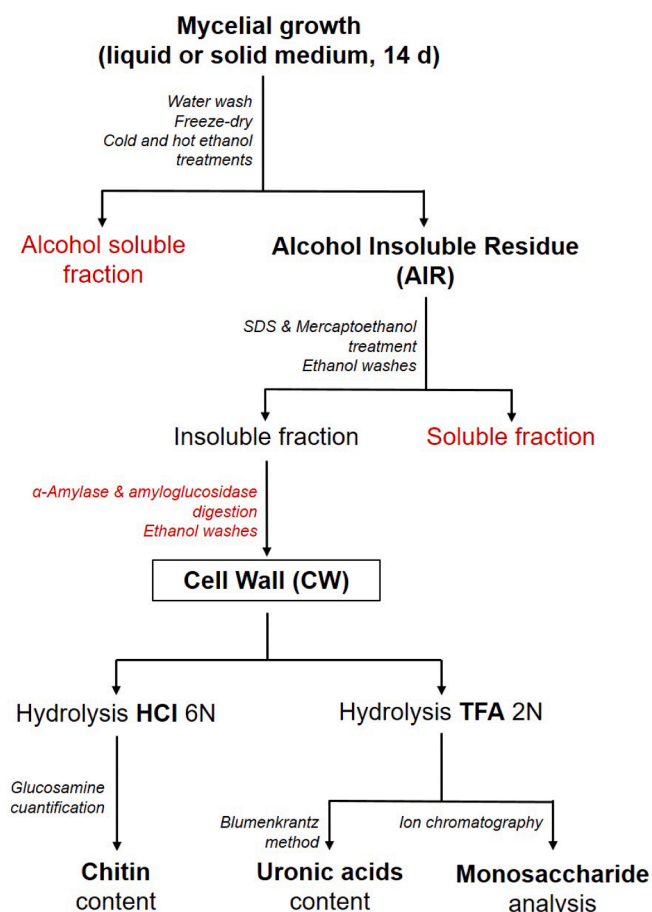 Mycelial growth
(liquid or solid medium, 14 d)
Water wash
Freeze-dry
Cold and hot ethanol
treatments
Alcohol soluble
fraction
Alcohol Insoluble Residue
(AIR)
SDS & Mercaptoethanol
treatment
Ethanol washes
Insoluble fraction
Soluble fraction
α-Amylase & amyloglucosidase
digestion
Ethanol washes
Cell Wall (CW)
Hydrolysis HCl 6N
Hydrolysis TFA 2N
Glucosamine
cuantification
Blumenkrantz
method
Ion chromatography
Chitin
content
Uronic acids
content
Monosaccharide
analysis